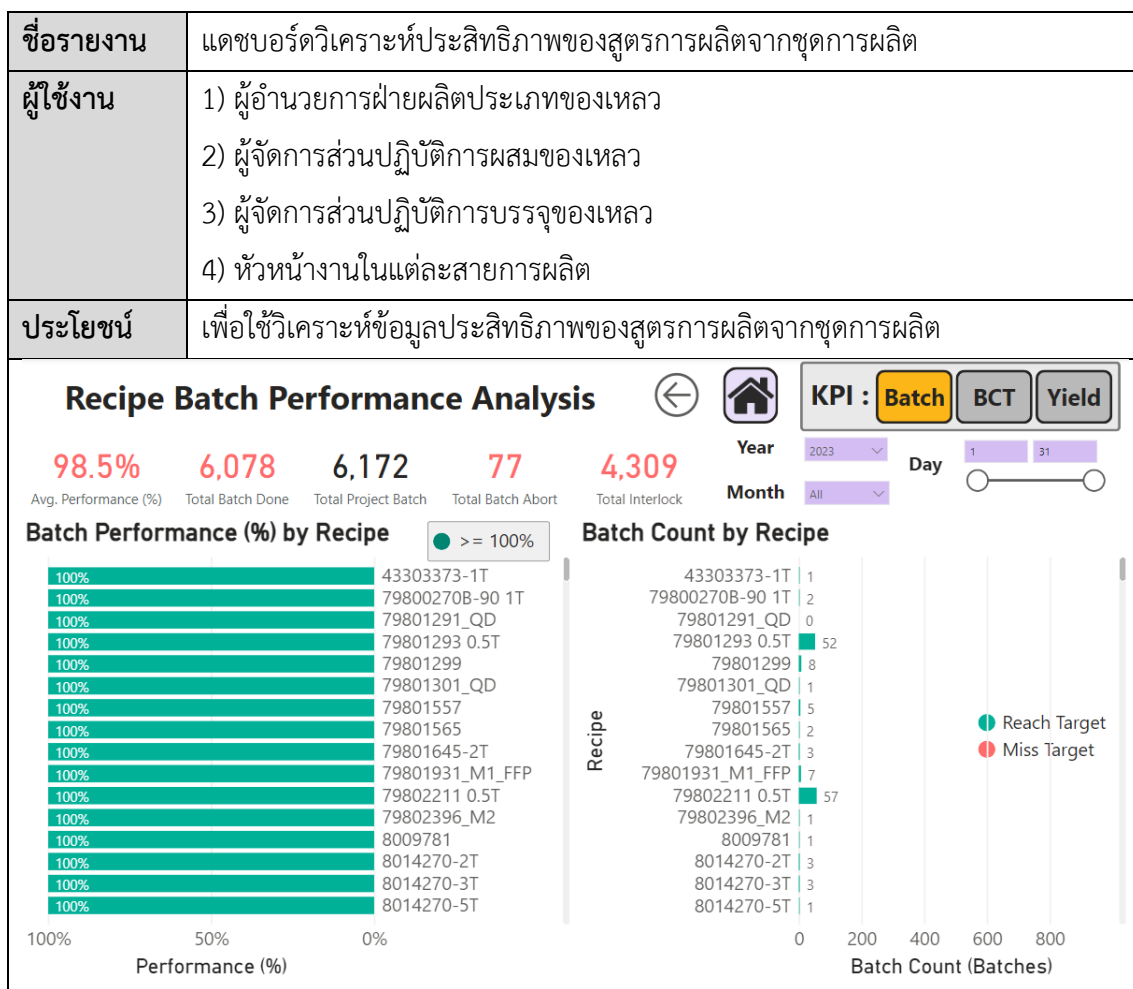 ชื่อรายงาน
แดชบอร์ดวิเคราะห์ประสิทธิภาพของสูตรการผลิตจากชุดการผลิต
ผู้ใช้งาน
1) ผู้อำนวยการฝ่ายผลิตประเภทของเหลว
2) ผู้จัดการส่วนปฏิบัติการผสมของเหลว
3) ผู้จัดการส่วนปฏิบัติการบรรจุของเหลว
4) หัวหน้างานในแต่ละสายการผลิต
ประโยชน์
เพื่อใช้วิเคราะห์ข้อมูลประสิทธิภาพของสูตรการผลิตจากชุดการผลิต
Recipe Batch Performance Analysis
KPI : Batch BCT Yield
98.5%
Avg. Performance (%)
6,078
Total Batch Done
6,172
Total Project Batch
77
Total Batch Abort
4,309
Total Interlock
Year 2023
Month All
Day 1 31
Batch Performance (%) by Recipe
>= 100%
100% 43303373-1T
100% 79800270B-90 1T
100% 79801291_QD
100% 79801293 0.5T
100% 79801299
100% 79801301_QD
100% 79801557
100% 79801565
100% 79801645-2T
100% 79801931_M1_FFP
100% 79802211 0.5T
100% 79802396_M2
100% 8009781
100% 8014270-2T
100% 8014270-3T
100% 8014270-5T
100% 50% 0%
Performance (%)
Batch Count by Recipe
Recipe
43303373-1T 1
79800270B-90 1T 2
79801291_QD 0
79801293 0.5T 52
79801299 8
79801301_QD 1
79801557 5
79801565 2
79801645-2T 3
79801931_M1_FFP 7
79802211 0.5T 57
79802396_M2 1
8009781 1
8014270-2T 3
8014270-3T 3
8014270-5T 1
Reach Target
Miss Target
0 200 400 600 800
Batch Count (Batches)